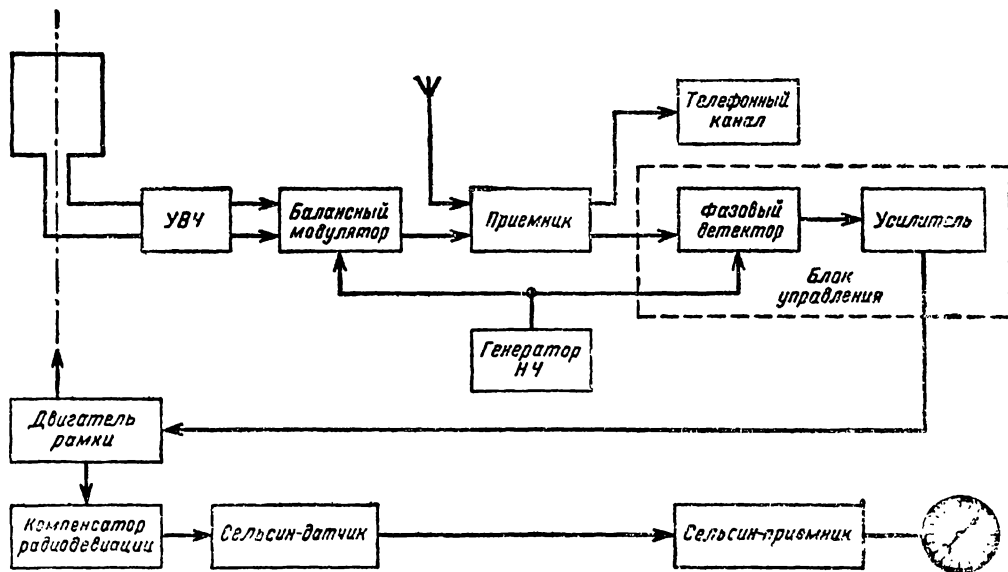 Телефонный
канал
УВЧ
Балансный
модулятор
Приемник
Фазовый
детектор
Усилитель
Блок
управления
Генератор
НЧ
Двигатель
рамки
Компенсатор
радиодевиации
Сельсин-датчик
Сельсин-приемник